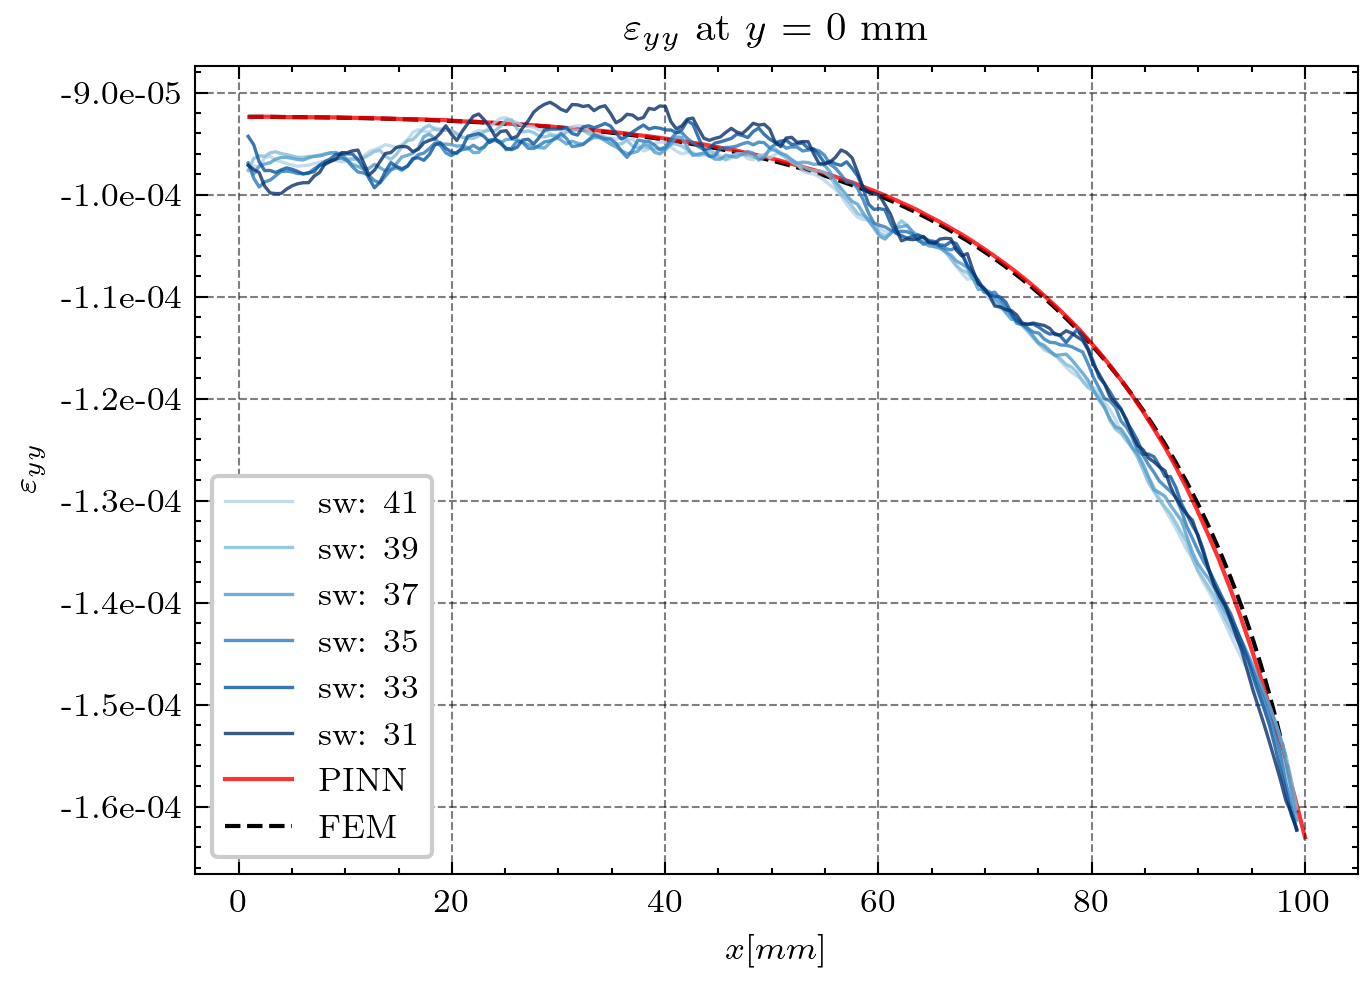 εyy at y = 0 mm
-9.0e-05
-1.0e-04
-1.1e-04
-1.2e-04
-1.3e-04
-1.4e-04
-1.5e-04
-1.6e-04
εyy
sw: 41
sw: 39
sw: 37
sw: 35
sw: 33
sw: 31
PINN
FEM
0 20 40 60 80 100
x[mm]